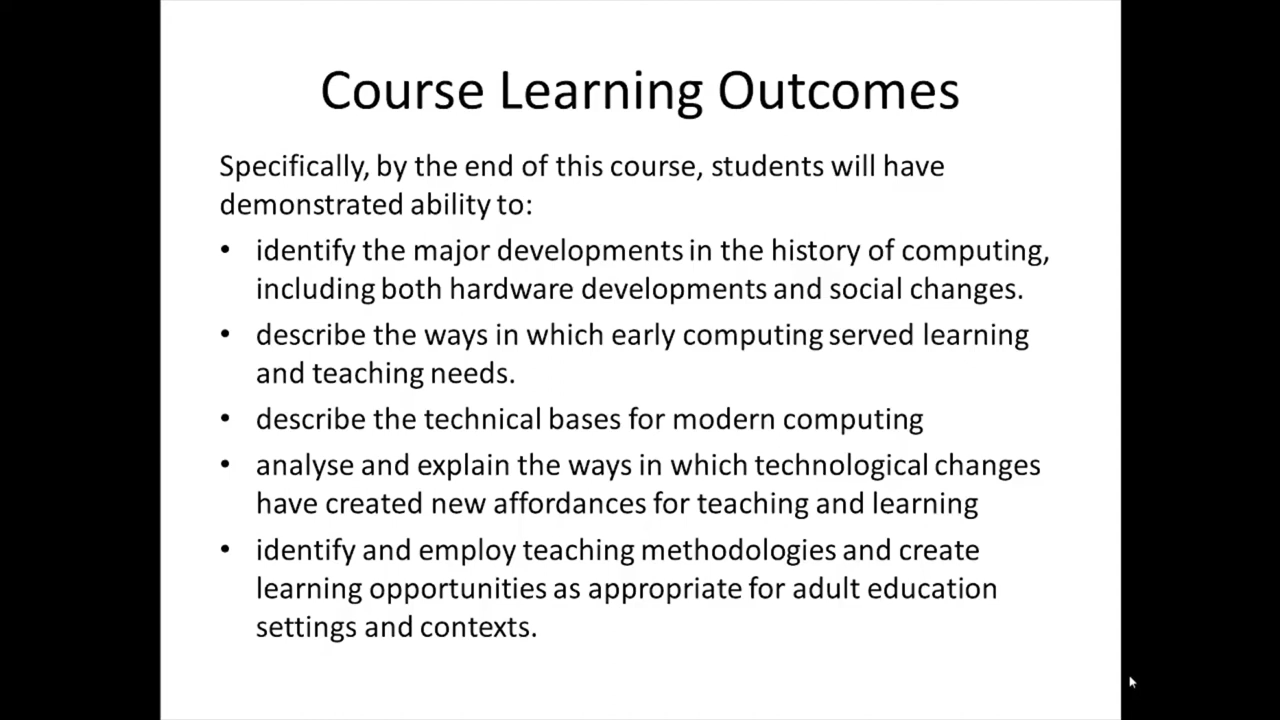 Course Learning Outcomes
Specifically, by the end of this course, students will have
demonstrated ability to:
• identify the major developments in the history of computing,
including both hardware developments and social changes.
• describe the ways in which early computing served learning
and teaching needs.
• describe the technical bases for modern computing
• analyse and explain the ways in which technological changes
have created new affordances for teaching and learning
• identify and employ teaching methodologies and create
learning opportunities as appropriate for adult education
settings and contexts.